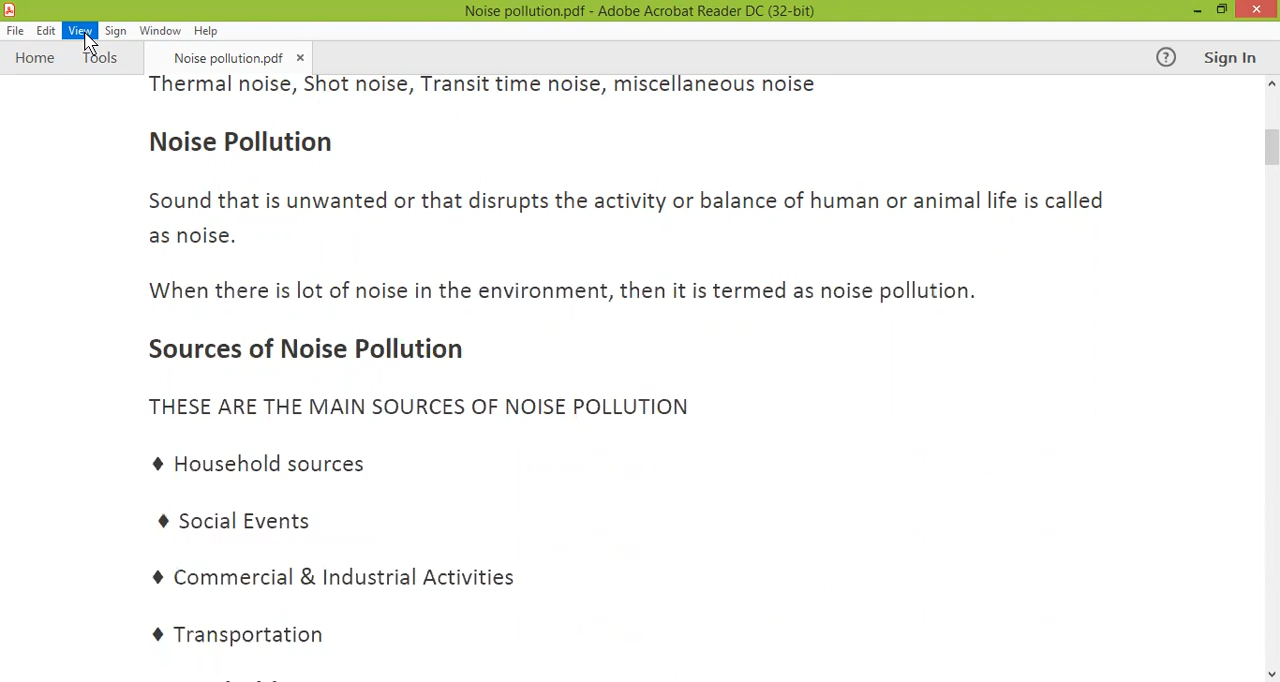 Noise pollution.pdf - Adobe Acrobat Reader DC (32-bit)
File Edit View Sign Window Help
Home Tools Noise pollution.pdf × ? Sign In
Thermal noise, Shot noise, Transit time noise, miscellaneous noise
Noise Pollution
Sound that is unwanted or that disrupts the activity or balance of human or animal life is called
as noise.
When there is lot of noise in the environment, then it is termed as noise pollution.
Sources of Noise Pollution
THESE ARE THE MAIN SOURCES OF NOISE POLLUTION
♦ Household sources
♦ Social Events
♦ Commercial & Industrial Activities
♦ Transportation